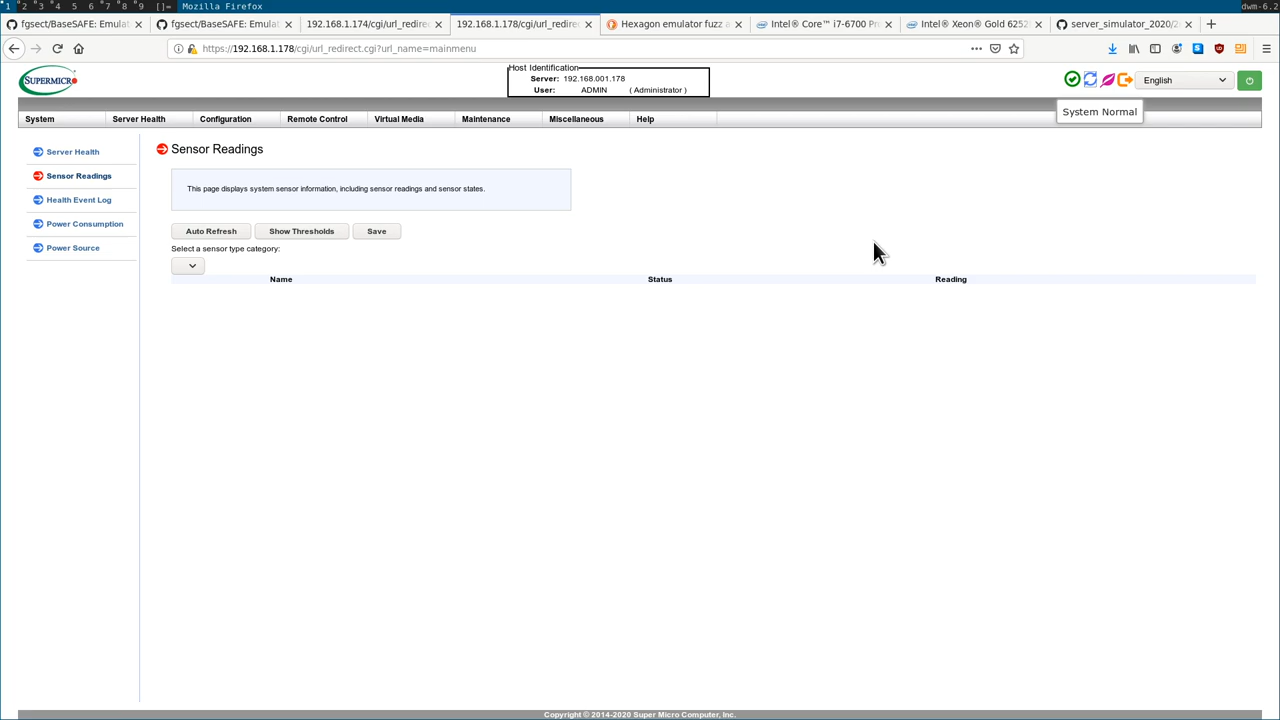 1 2 3 4 5 6 7 8 9 []= Mozilla Firefox dwm-6.2
fgsect/BaseSAFE: Emulat
fgsect/BaseSAFE: Emulat
192.168.1.174/cgi/url_redire
192.168.1.178/cgi/url_redire
Hexagon emulator fuzz a
Intel® Core™ i7-6700 Pr
Intel® Xeon® Gold 6252
server_simulator_2020/2
https://192.168.1.178/cgi/url_redirect.cgi?url_name=mainmenu
SUPERMICR
Host Identification
Server: 192.168.001.178
User: ADMIN ( Administrator )
English
System Server Health Configuration Remote Control Virtual Media Maintenance Miscellaneous Help
System Normal
Server Health
Sensor Readings
Health Event Log
Power Consumption
Power Source
Sensor Readings
This page displays system sensor information, including sensor readings and sensor states.
Auto Refresh Show Thresholds Save
Select a sensor type category:
Name Status Reading
Copyright © 2014-2020 Super Micro Computer, Inc.